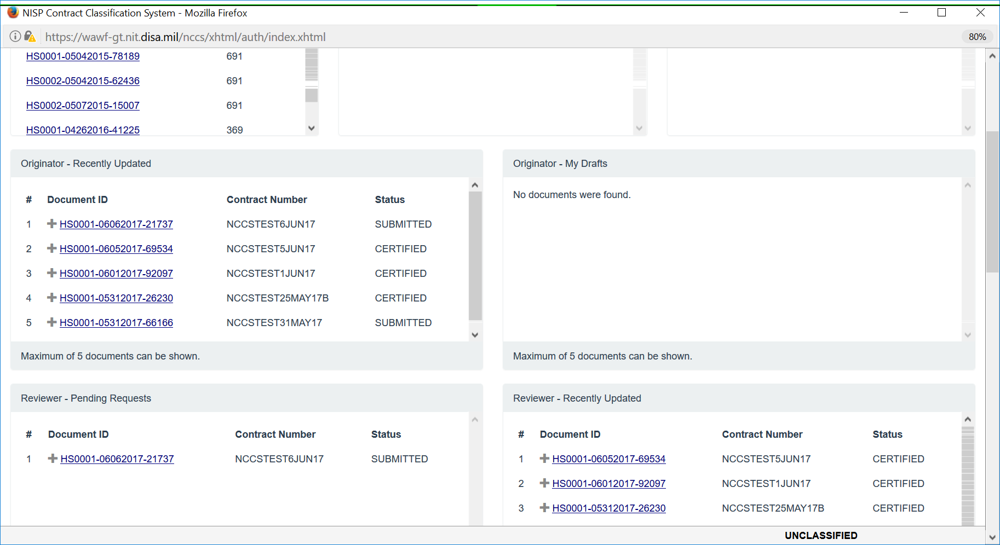 NISP Contract Classification System - Mozilla Firefox
https://wawf-gt.nit.disa.mil/nccs/xhtml/auth/index.xhtml 80%
HS0001-05042015-78189 691
HS0002-05042015-62436 691
HS0002-05072015-15007 691
HS0001-04262016-41225 369
Originator - Recently Updated
# Document ID Contract Number Status
1 HS0001-06062017-21737 NCCSTEST6JUN17 SUBMITTED
2 HS0001-06052017-69534 NCCSTEST5JUN17 CERTIFIED
3 HS0001-06012017-92097 NCCSTEST1JUN17 CERTIFIED
4 HS0001-05312017-26230 NCCSTEST25MAY17B CERTIFIED
5 HS0001-05312017-66166 NCCSTEST31MAY17 SUBMITTED
Maximum of 5 documents can be shown.
Originator - My Drafts
No documents were found.
Maximum of 5 documents can be shown.
Reviewer - Pending Requests
# Document ID Contract Number Status
1 HS0001-06062017-21737 NCCSTEST6JUN17 SUBMITTED
Reviewer - Recently Updated
# Document ID Contract Number Status
1 HS0001-06052017-69534 NCCSTEST5JUN17 CERTIFIED
2 HS0001-06012017-92097 NCCSTEST1JUN17 CERTIFIED
3 HS0001-05312017-26230 NCCSTEST25MAY17B CERTIFIED
UNCLASSIFIED